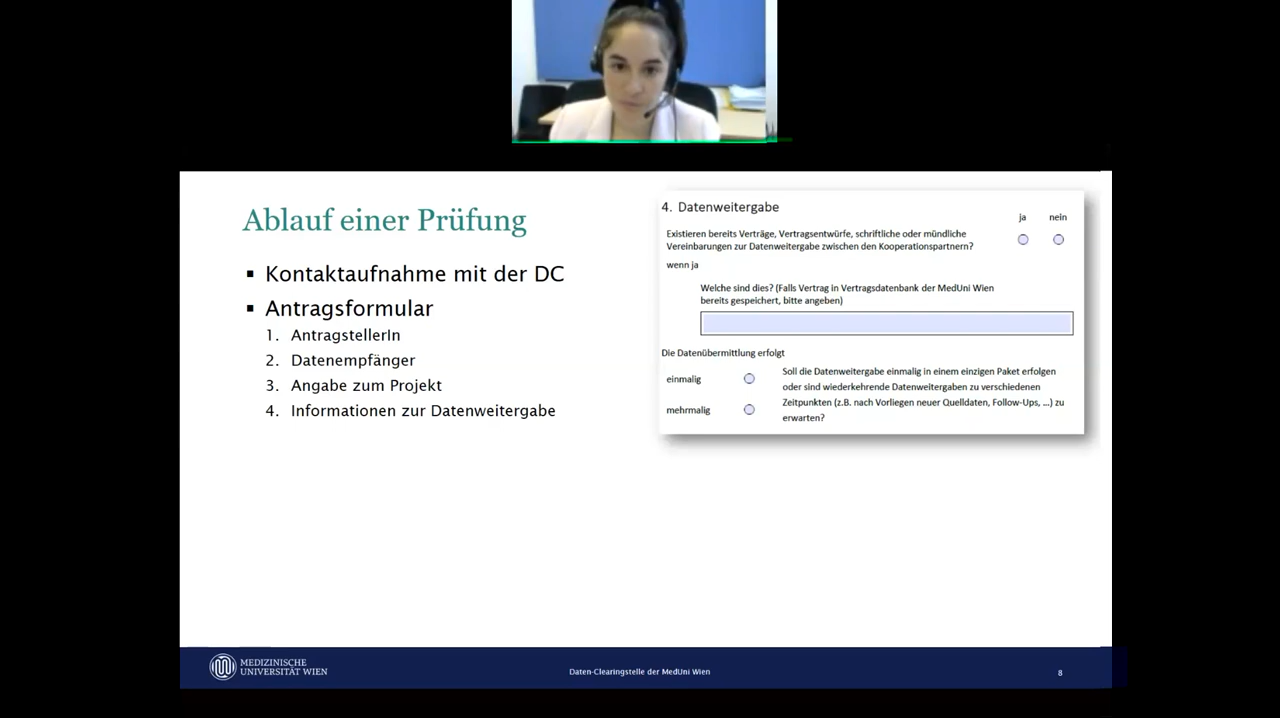 Ablauf einer Prüfung
▪ Kontaktaufnahme mit der DC
▪ Antragsformular
1. AntragstellerIn
2. Datenempfänger
3. Angabe zum Projekt
4. Informationen zur Datenweitergabe
4. Datenweitergabe
ja nein
Existieren bereits Verträge, Vertragsentwürfe, schriftliche oder mündliche
Vereinbarungen zur Datenweitergabe zwischen den Kooperationspartnern?
wenn ja
Welche sind dies? (Falls Vertrag in Vertragsdatenbank der MedUni Wien
bereits gespeichert, bitte angeben)
Die Datenübermittlung erfolgt
einmalig
mehrmalig
Soll die Datenweitergabe einmalig in einem einzigen Paket erfolgen
oder sind wiederkehrende Datenweitergaben zu verschiedenen
Zeitpunkten (z.B. nach Vorliegen neuer Quelldaten, Follow-Ups, ...) zu
erwarten?
MEDIZINISCHE
UNIVERSITÄT WIEN
Daten-Clearingstelle der MedUni Wien
8